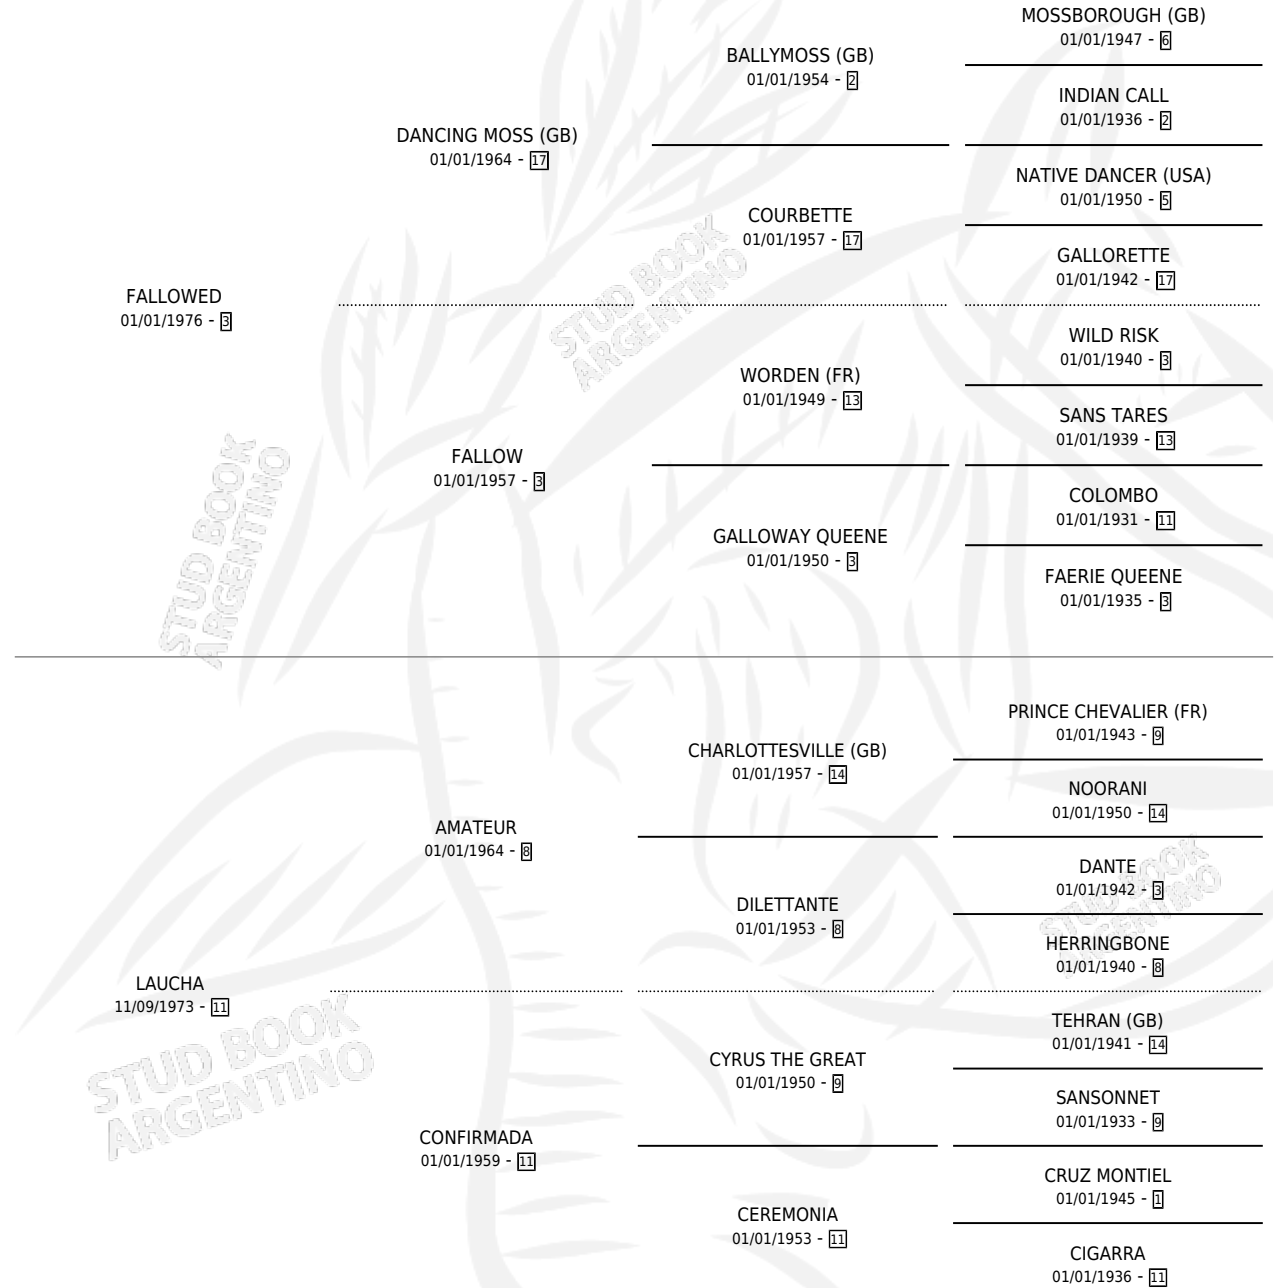 MOSSBOROUGH (GB)
01/01/1947 - 6
BALLYMOSS (GB)
01/01/1954 - 2
INDIAN CALL
01/01/1936 - 2
DANCING MOSS (GB)
01/01/1964 - 17
NATIVE DANCER (USA)
01/01/1950 - 5
COURBETTE
01/01/1957 - 17
GALLORETTE
01/01/1942 - 17
FALLOWED
01/01/1976 - 3
WILD RISK
01/01/1940 - 3
WORDEN (FR)
01/01/1949 - 13
SANS TARES
01/01/1939 - 13
FALLOW
01/01/1957 - 3
COLOMBO
01/01/1931 - 11
GALLOWAY QUEENE
01/01/1950 - 3
FAERIE QUEENE
01/01/1935 - 3
STUD BOOK
ARGENTINO
STUD BOOK
ARGENTINO
PRINCE CHEVALIER (FR)
01/01/1943 - 9
CHARLOTTESVILLE (GB)
01/01/1957 - 14
NOORANI
01/01/1950 - 14
AMATEUR
01/01/1964 - 8
DANTE
01/01/1942 - 3
DILETTANTE
01/01/1953 - 8
HERRINGBONE
01/01/1940 - 8
STUD BOOK
ARGENTINO
LAUCHA
11/09/1973 - 11
TEHRAN (GB)
01/01/1941 - 14
CYRUS THE GREAT
01/01/1950 - 9
SANSONNET
01/01/1933 - 9
STUD BOOK
ARGENTINO
CONFIRMADA
01/01/1959 - 11
CRUZ MONTIEL
01/01/1945 - 1
CEREMONIA
01/01/1953 - 11
CIGARRA
01/01/1936 - 11